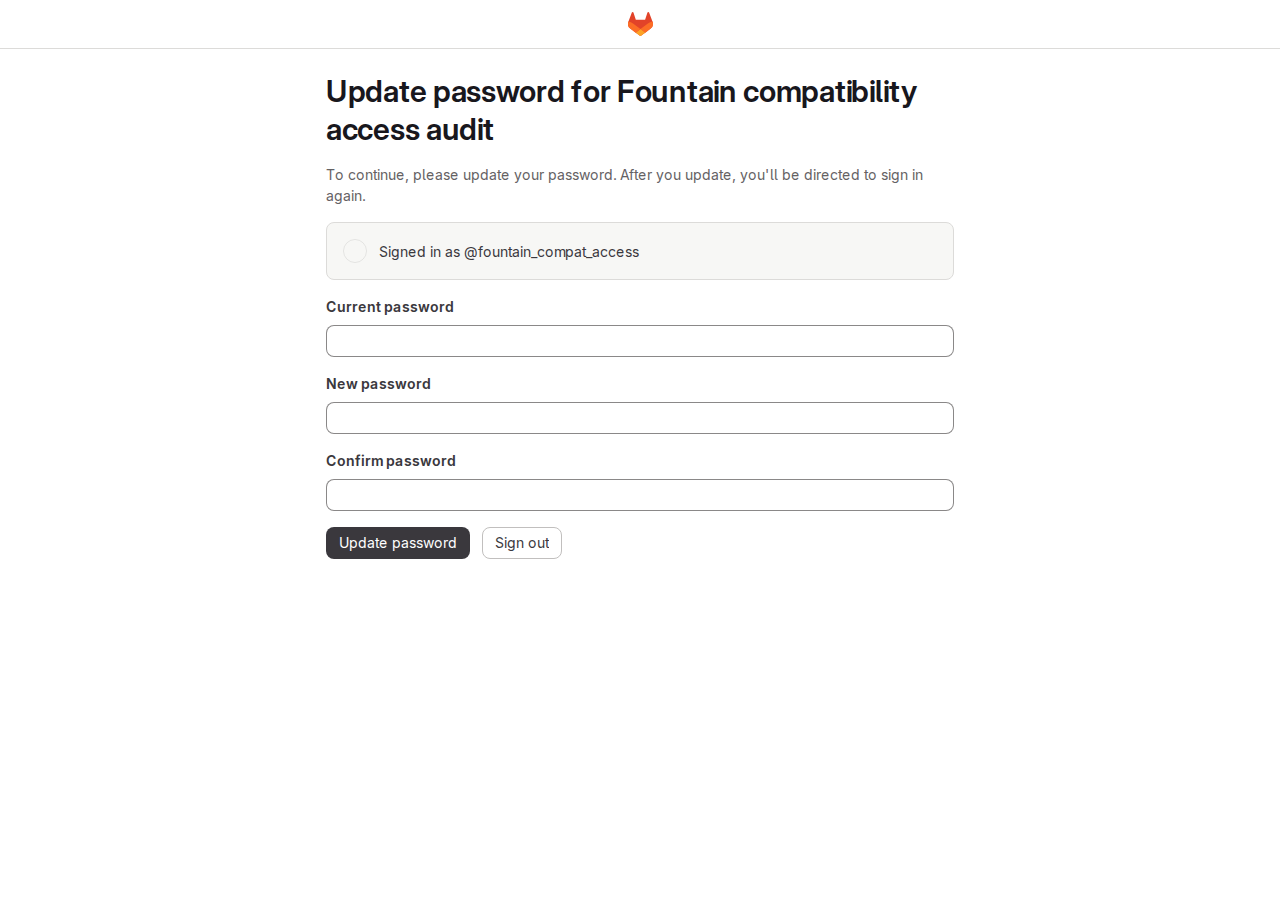 Update password for Fountain compatibility
access audit
To continue, please update your password. After you update, you'll be directed to sign in
again.
Signed in as @fountain_compat_access
Current password
New password
Confirm password
Update password
Sign out